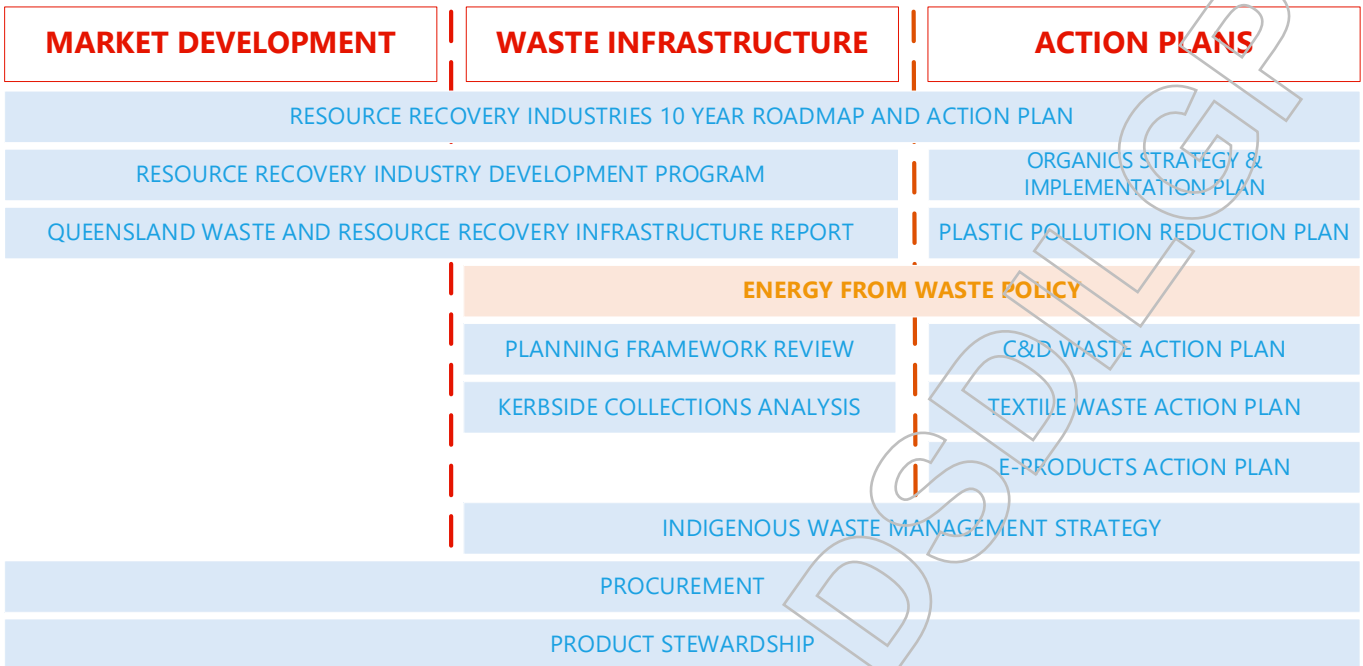 MARKET DEVELOPMENT
WASTE INFRASTRUCTURE
ACTION PLANS
RESOURCE RECOVERY INDUSTRIES 10 YEAR ROADMAP AND ACTION PLAN
RESOURCE RECOVERY INDUSTRY DEVELOPMENT PROGRAM
ORGANICS STRATEGY &
IMPLEMENTATION PLAN
QUEENSLAND WASTE AND RESOURCE RECOVERY INFRASTRUCTURE REPORT
PLASTIC POLLUTION REDUCTION PLAN
ENERGY FROM WASTE POLICY
PLANNING FRAMEWORK REVIEW
C&D WASTE ACTION PLAN
KERBSIDE COLLECTIONS ANALYSIS
TEXTILE WASTE ACTION PLAN
E-PRODUCTS ACTION PLAN
INDIGENOUS WASTE MANAGEMENT STRATEGY
PROCUREMENT
PRODUCT STEWARDSHIP
DSDILGP